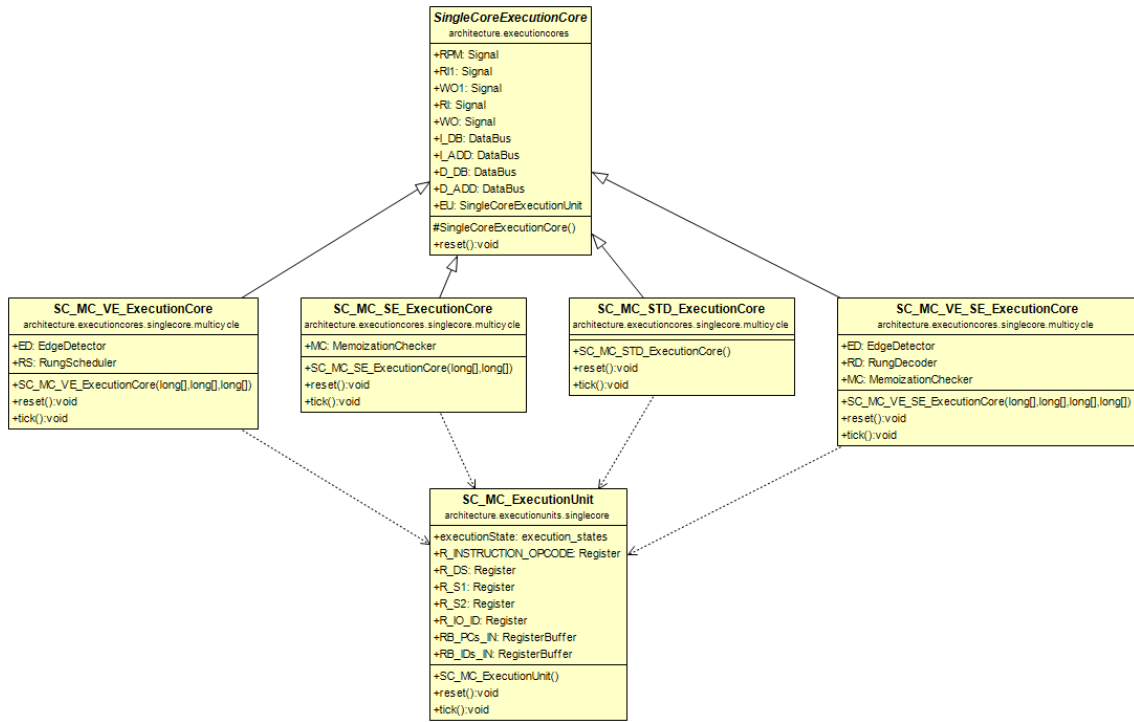 SingleCoreExecutionCore
architecture.executioncores
+RPM: Signal
+RI1: Signal
+WO1: Signal
+RI: Signal
+WO: Signal
+I_DB: DataBus
+I_ADD: DataBus
+D_DB: DataBus
+D_ADD: DataBus
+EU: SingleCoreExecutionUnit
#SingleCoreExecutionCore()
+reset():void
SC_MC_VE_ExecutionCore
architecture.executioncores.singlecore.multicycle
+ED: EdgeDetector
+RS: RungScheduler
+SC_MC_VE_ExecutionCore(long[],long[],long[])
+reset():void
+tick():void
SC_MC_SE_ExecutionCore
architecture.executioncores.singlecore.multicycle
+MC: MemoizationChecker
+SC_MC_SE_ExecutionCore(long[],long[])
+reset():void
+tick():void
SC_MC_STD_ExecutionCore
architecture.executioncores.singlecore.multicycle
+SC_MC_STD_ExecutionCore()
+reset():void
+tick():void
SC_MC_VE_SE_ExecutionCore
architecture.executioncores.singlecore.multicycle
+ED: EdgeDetector
+RD: RungDecoder
+MC: MemoizationChecker
+SC_MC_VE_SE_ExecutionCore(long[],long[],long[],long[])
+reset():void
+tick():void
SC_MC_ExecutionUnit
architecture.executionunits.singlecore
+executionState: execution_states
+R_INSTRUCTION_OPCODE: Register
+R_DS: Register
+R_S1: Register
+R_S2: Register
+R_IO_ID: Register
+RB_PCs_IN: RegisterBuffer
+RB_IDs_IN: RegisterBuffer
+SC_MC_ExecutionUnit()
+reset():void
+tick():void